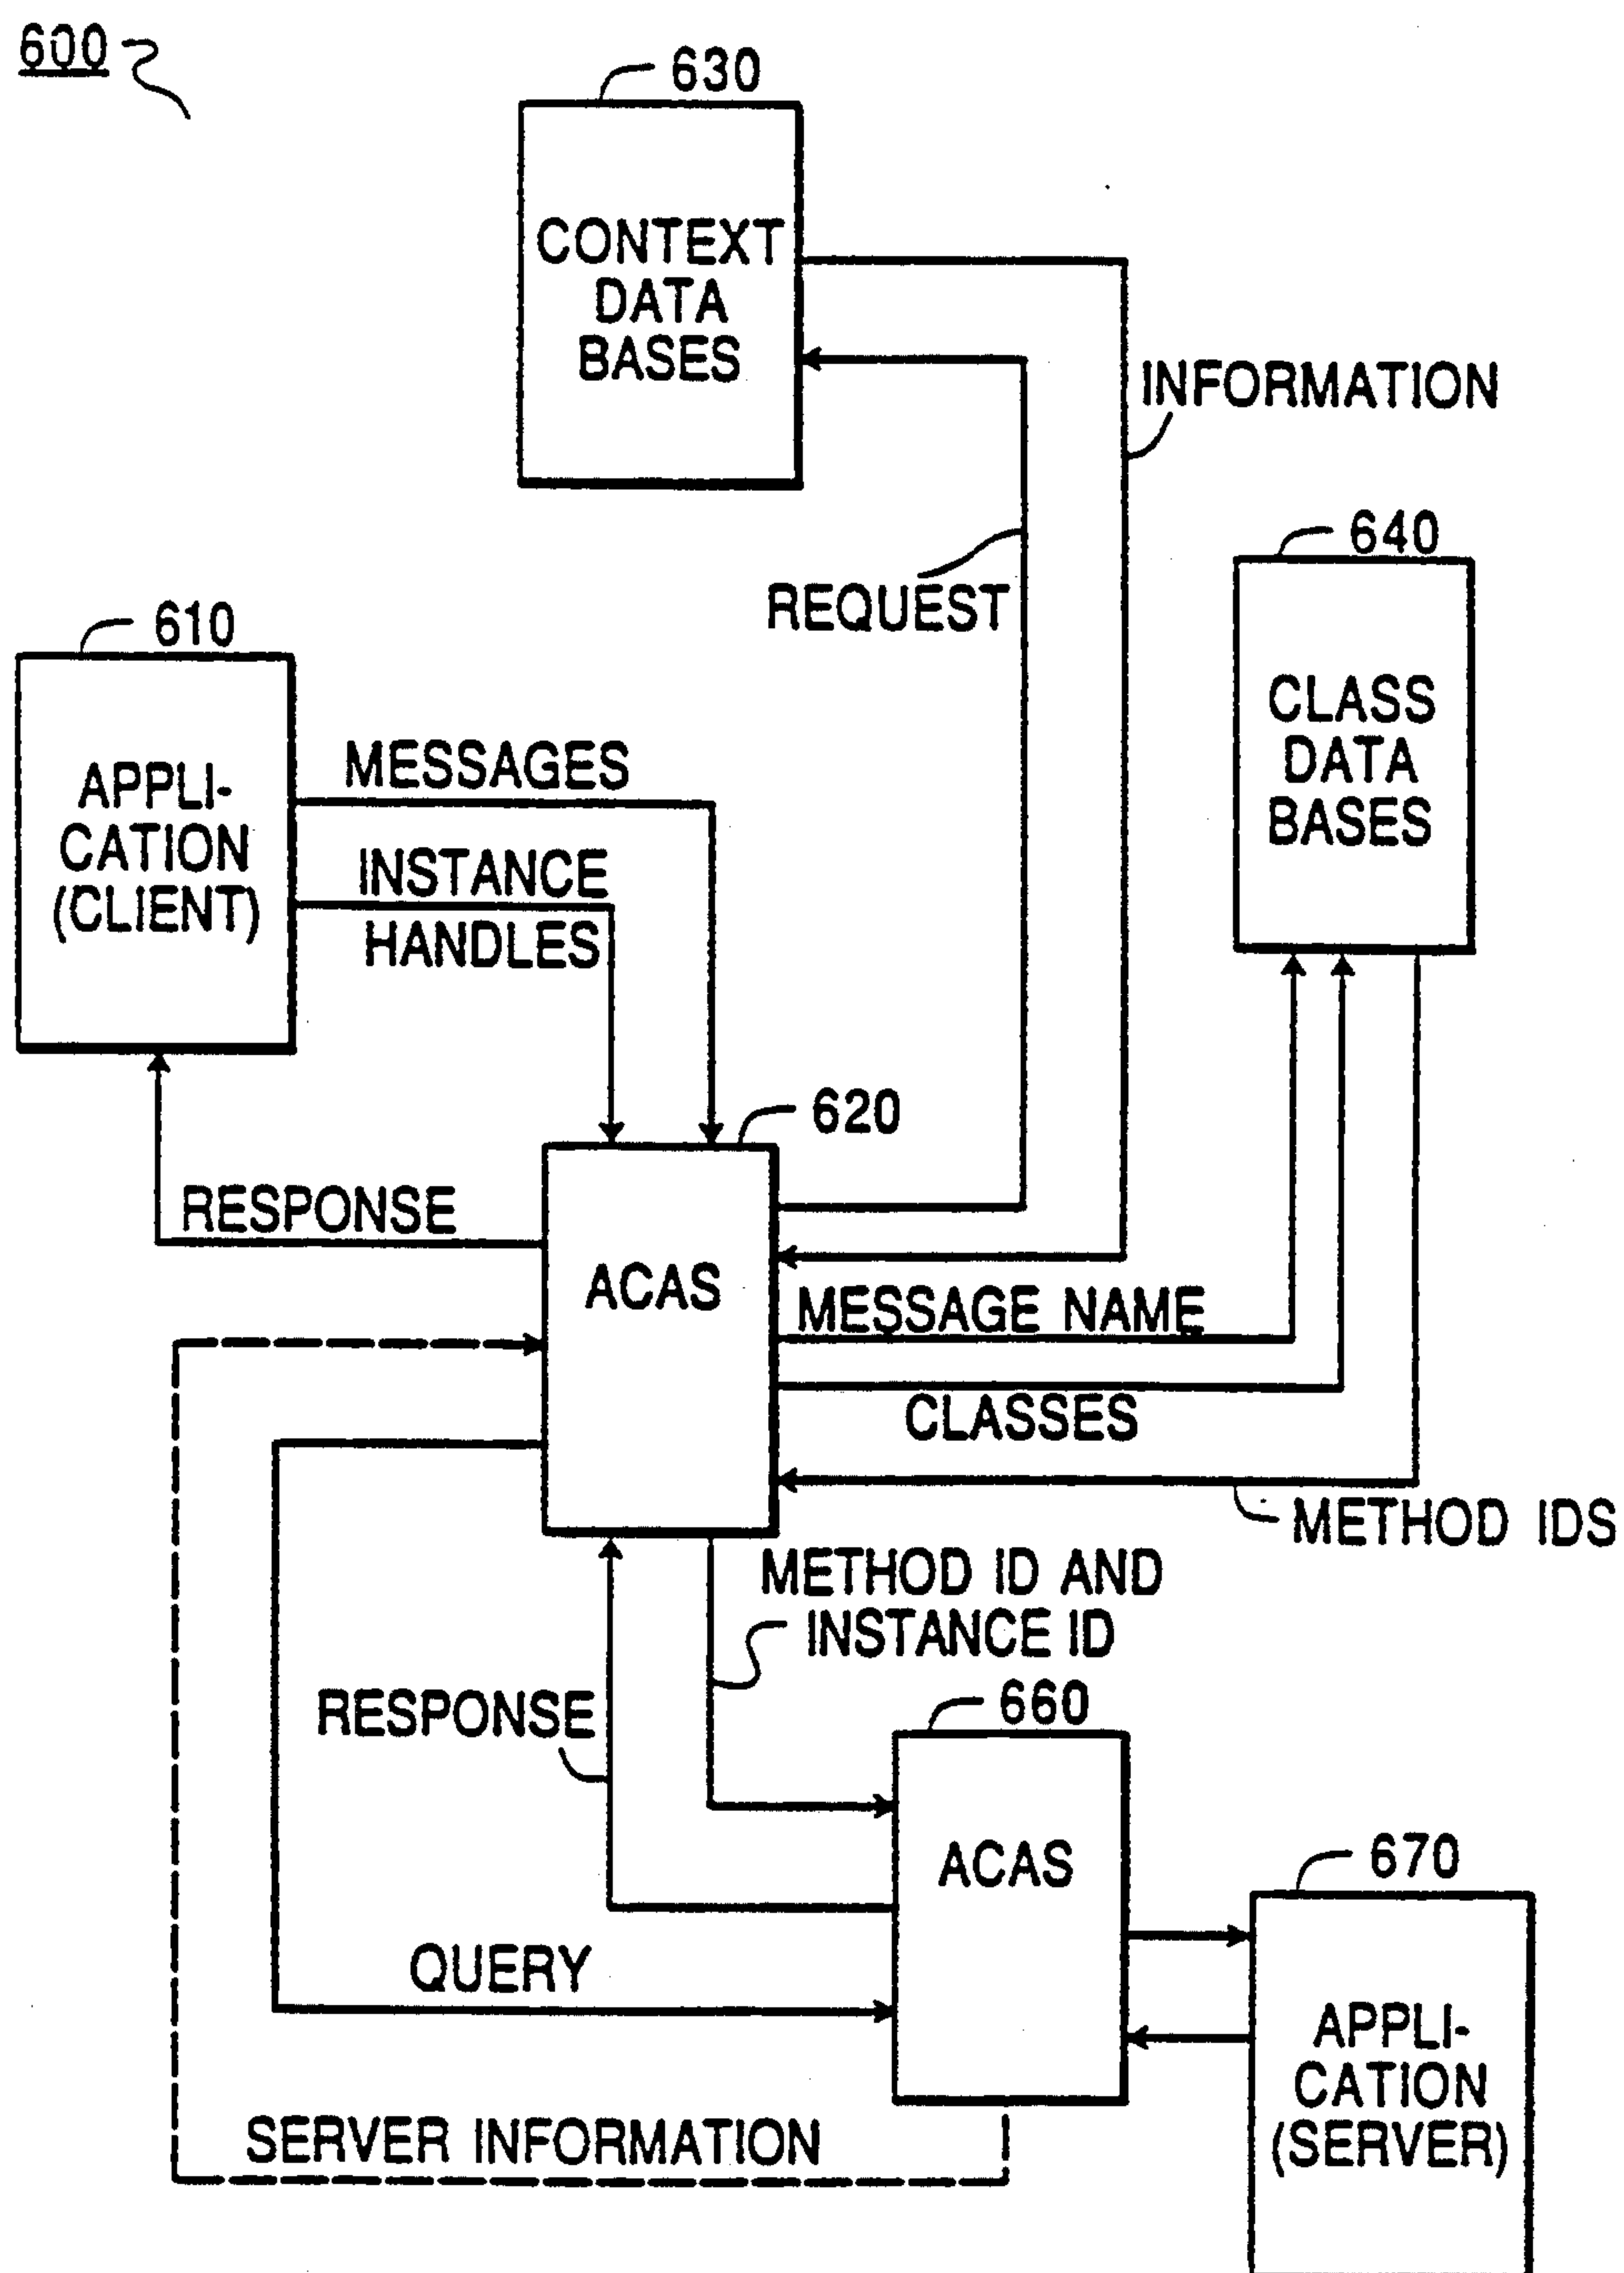 600
630
CONTEXT
DATA
BASES
INFORMATION
640
REQUEST
610
CLASS
DATA
BASES
APPLI-
CATION
(CLIENT)
MESSAGES
INSTANCE
HANDLES
620
RESPONSE
ACAS
MESSAGE NAME
CLASSES
METHOD IDS
METHOD ID AND
INSTANCE ID
RESPONSE
660
ACAS
670
QUERY
APPLI-
CATION
(SERVER)
SERVER INFORMATION